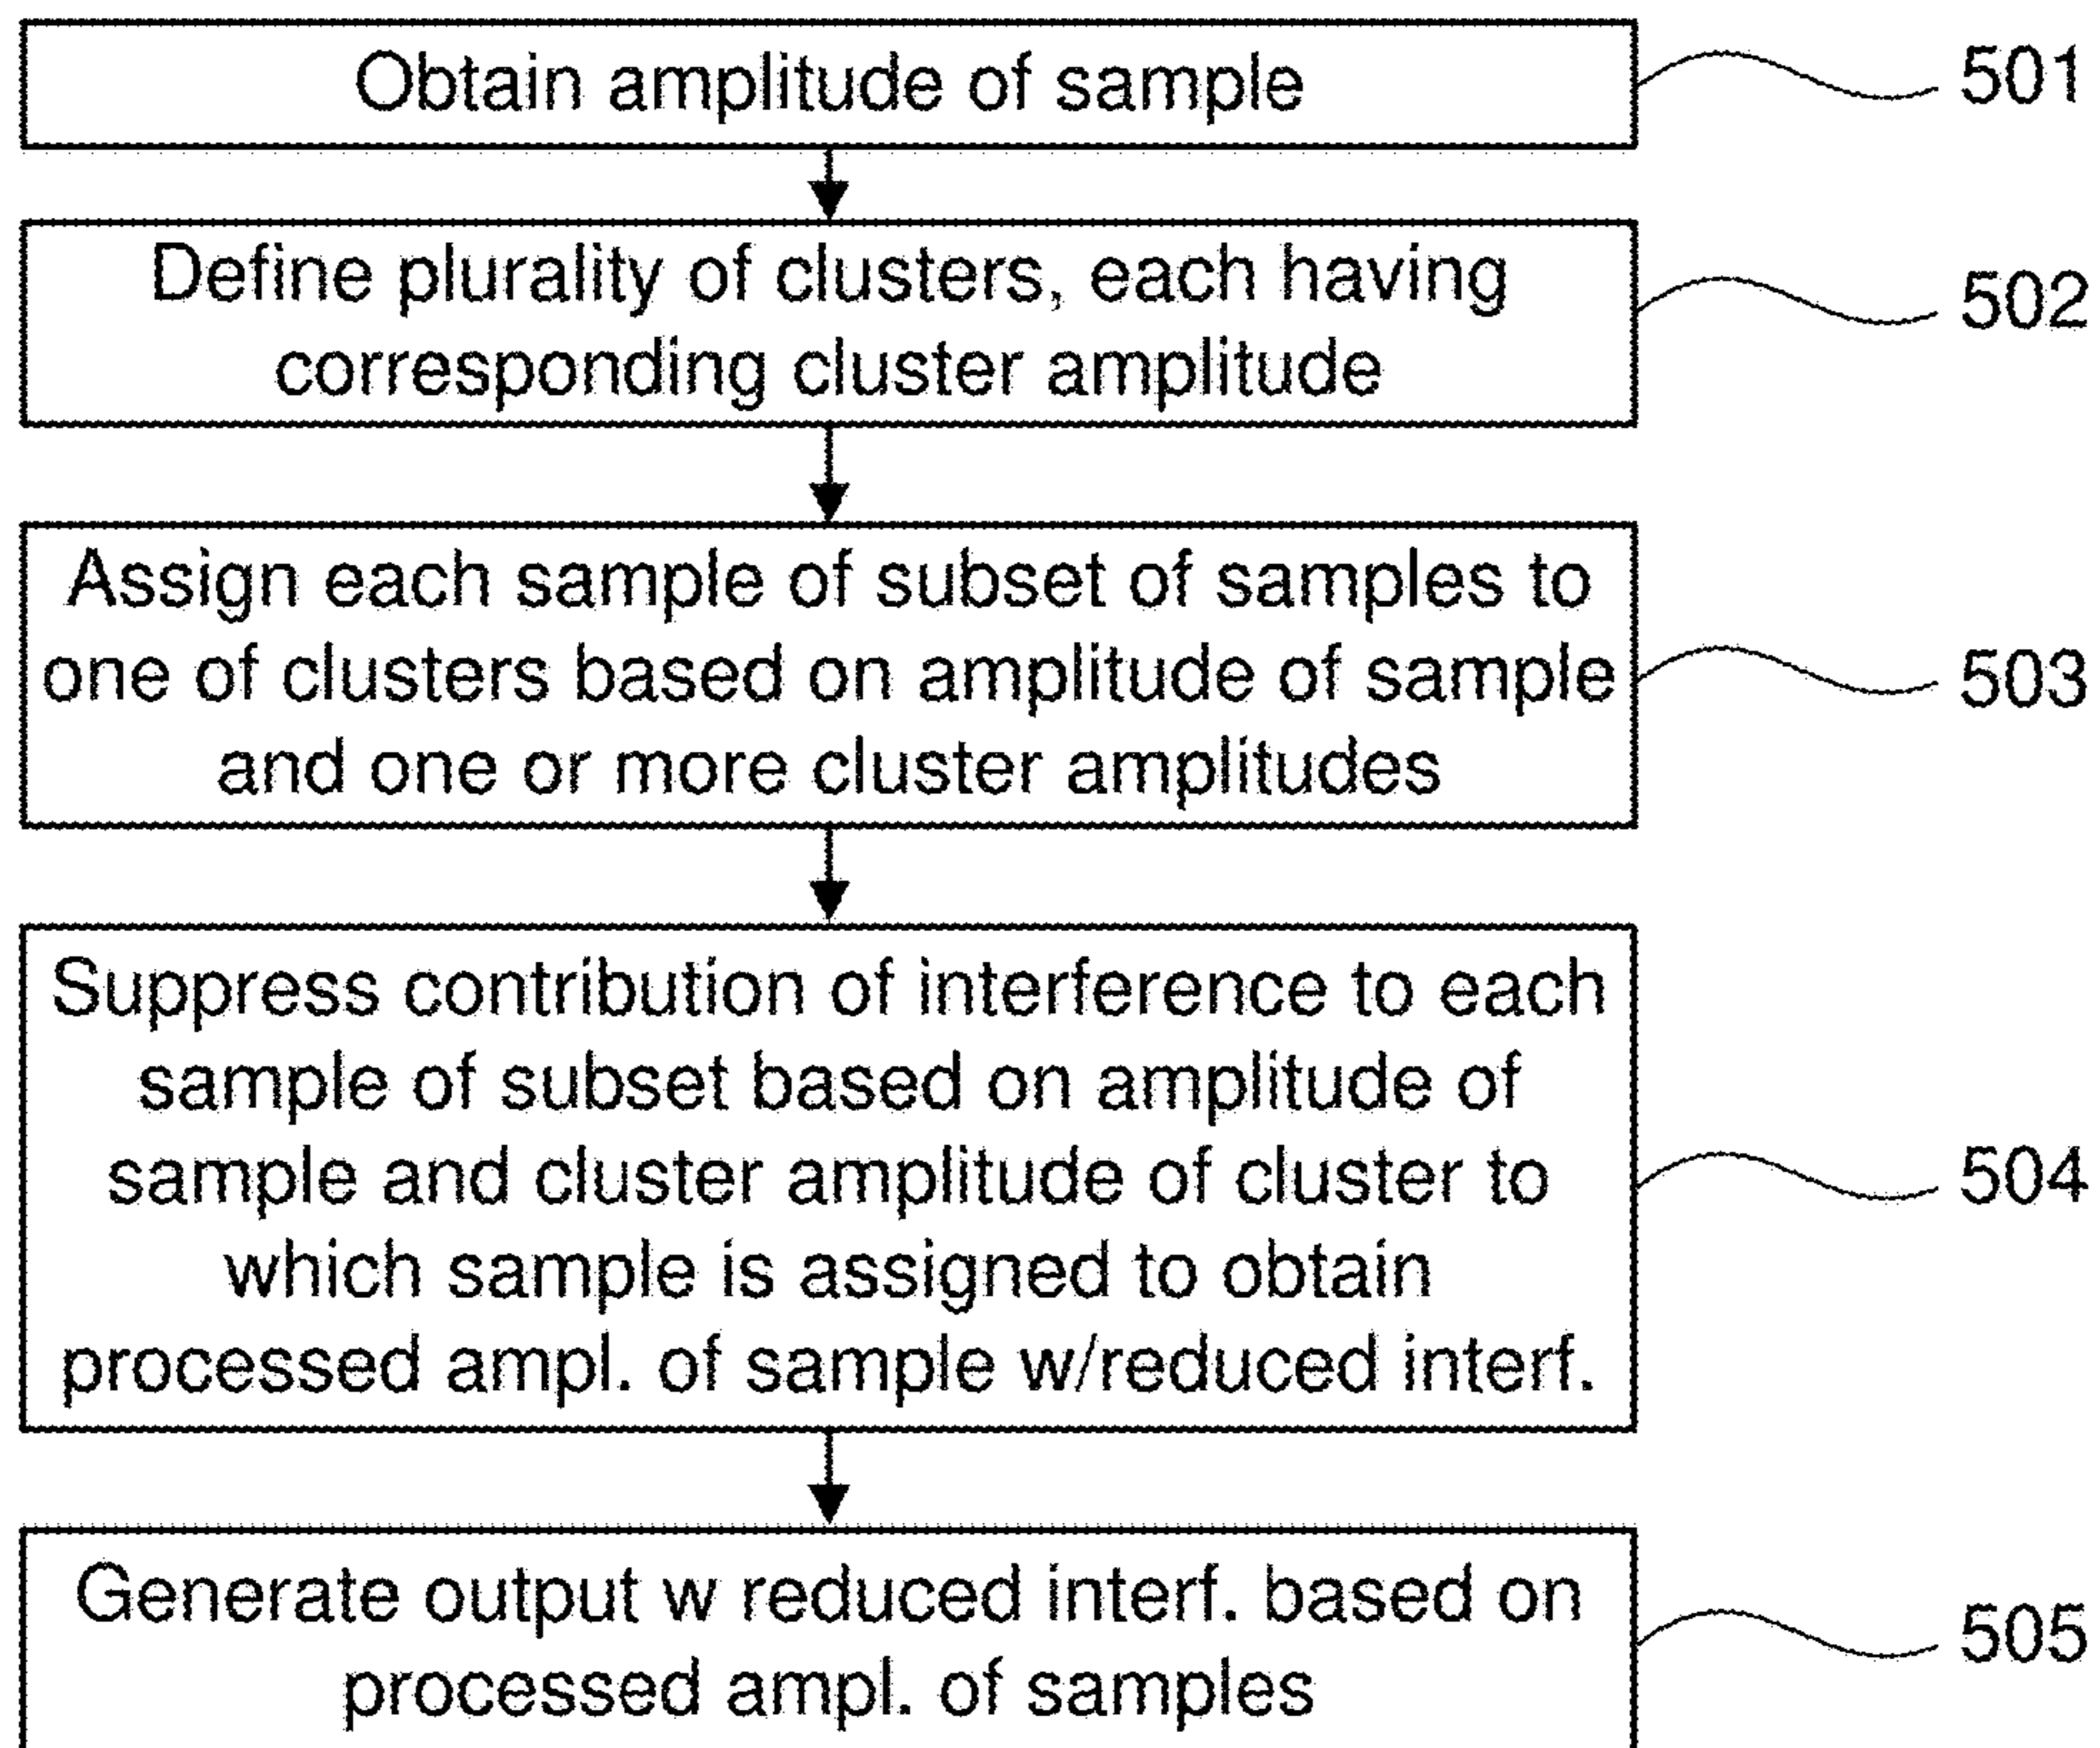 Obtain amplitude of sample
501
Define plurality of clusters, each having
corresponding cluster amplitude
502
Assign each sample of subset of samples to
one of clusters based on amplitude of sample
and one or more cluster amplitudes
503
Suppress contribution of interference to each
sample of subset based on amplitude of
sample and cluster amplitude of cluster to
which sample is assigned to obtain
processed ampl. of sample w/reduced interf.
504
Generate output w reduced interf. based on
processed ampl. of samples
505